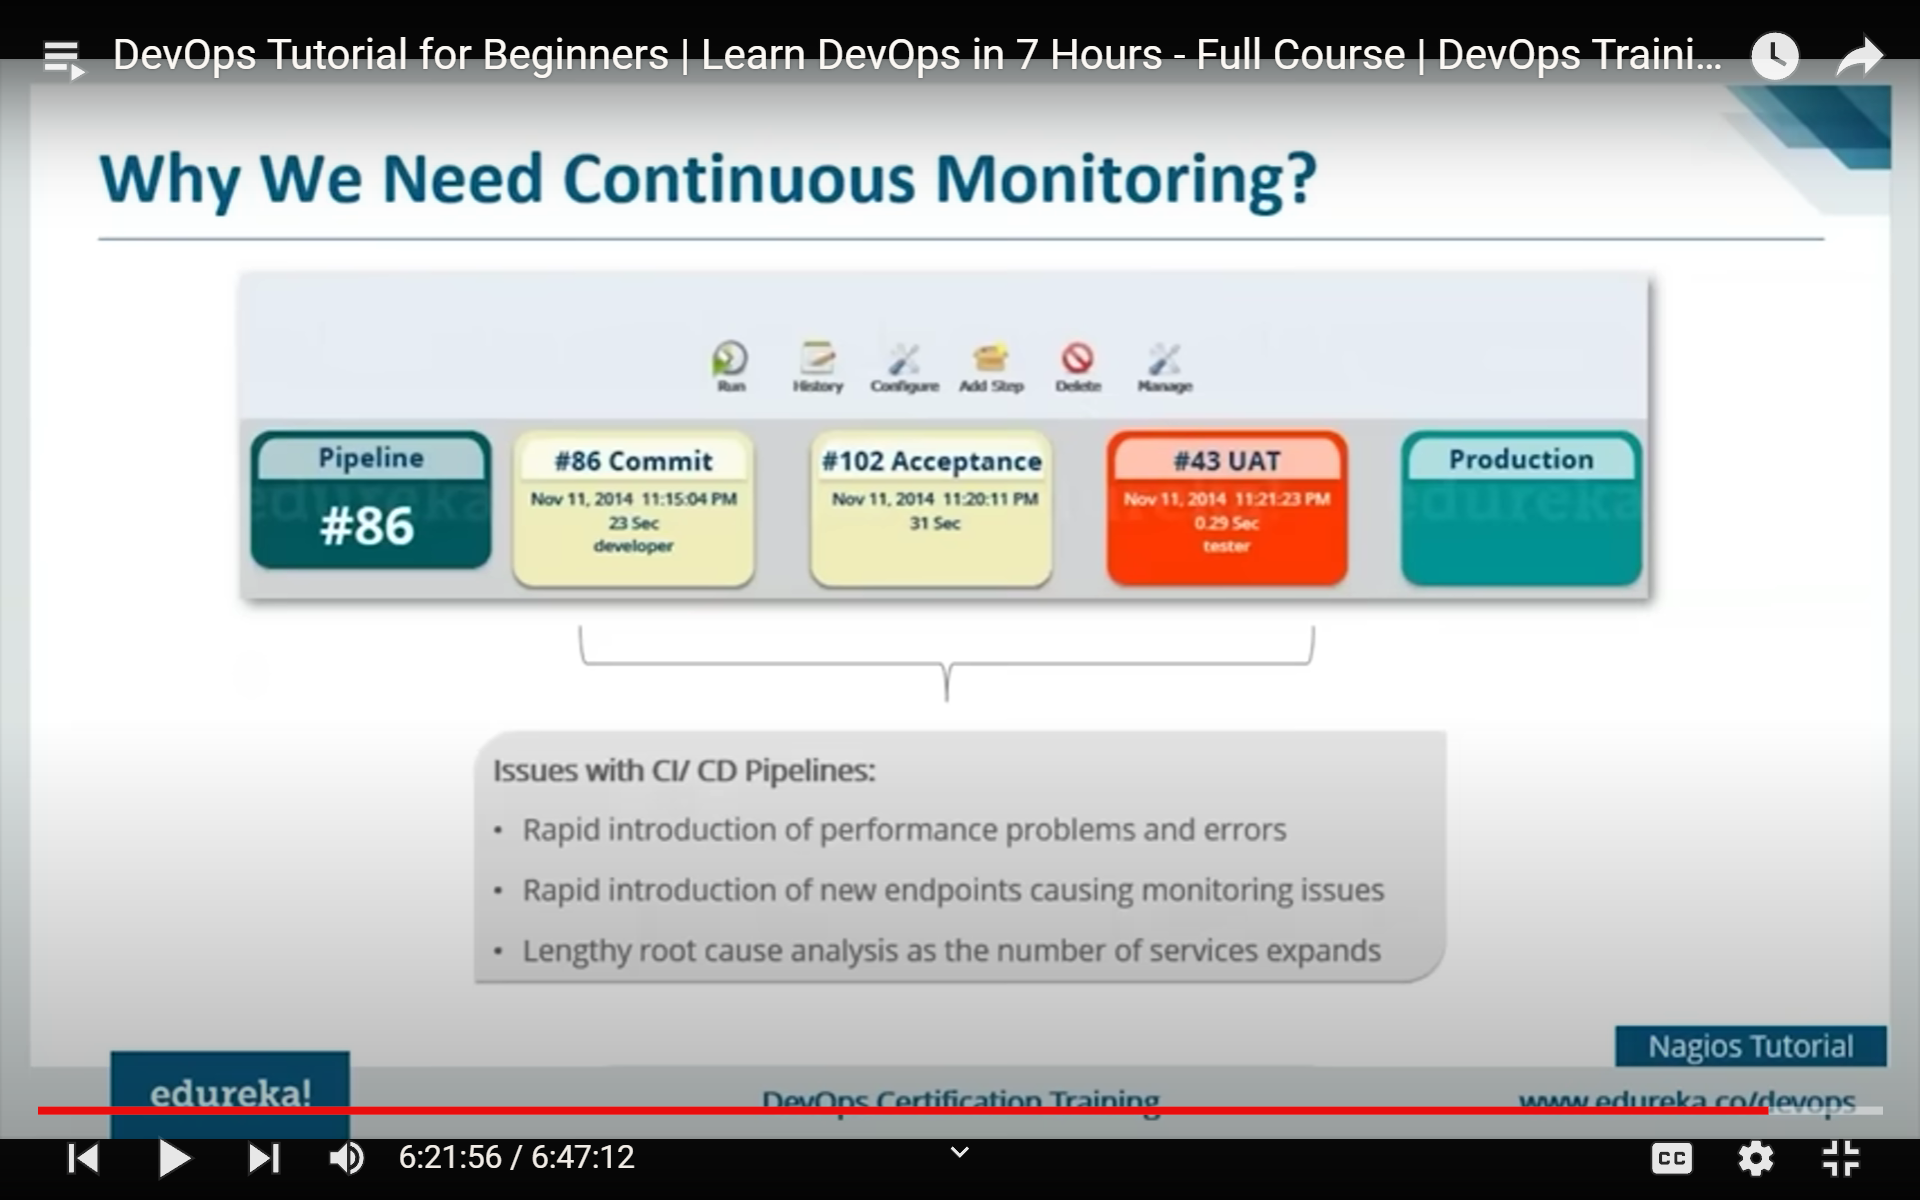 DevOps Tutorial for Beginners | Learn DevOps in 7 Hours - Full Course | DevOps Traini...
Why We Need Continuous Monitoring?
Run
History
Configure
Add Step
Delete
Manage
Pipeline
#86
#86 Commit
Nov 11, 2014 11:15:04 PM
23 Sec
developer
#102 Acceptance
Nov 11, 2014 11:20:11 PM
31 Sec
#43 UAT
Nov 11, 2014 11:21:23 PM
0.29 Sec
tester
Production
Issues with CI/ CD Pipelines:
• Rapid introduction of performance problems and errors
• Rapid introduction of new endpoints causing monitoring issues
• Lengthy root cause analysis as the number of services expands
Nagios Tutorial
edureka!
DevOps Certification Training
www.edureka.co/devops
6:21:56 / 6:47:12
CC